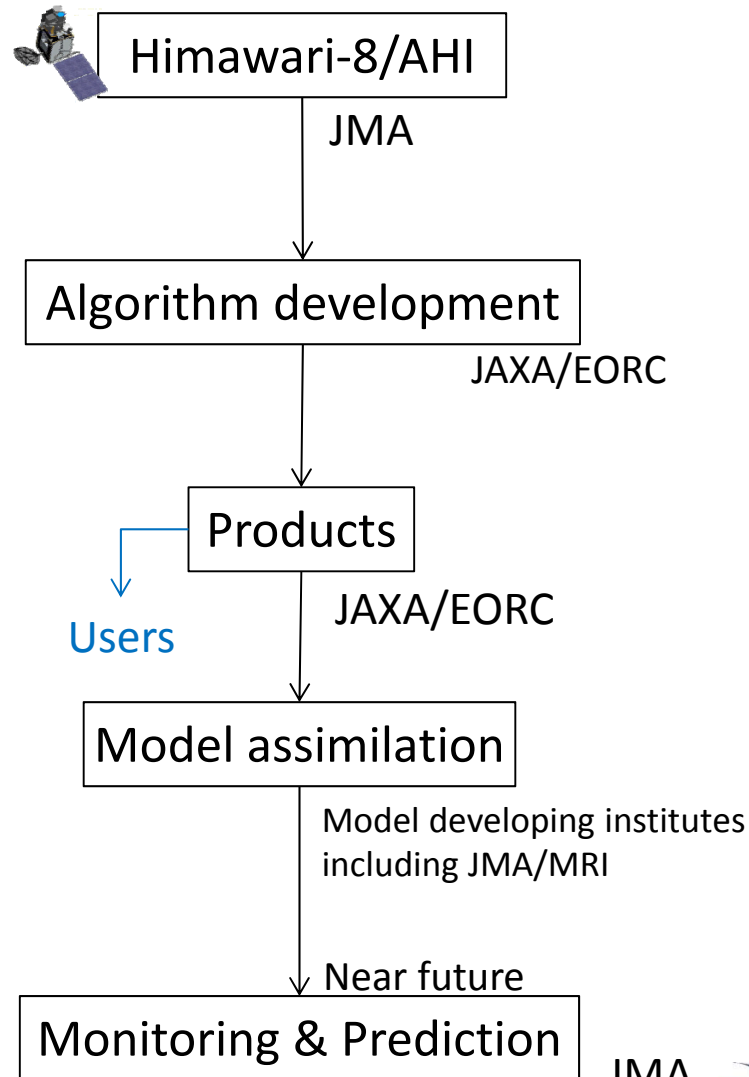 Himawari-8/AHI
JMA
Algorithm development
JAXA/EORC
Products
Users
JAXA/EORC
Model assimilation
Model developing institutes
including JMA/MRI
Near future
Monitoring & Prediction
JMA